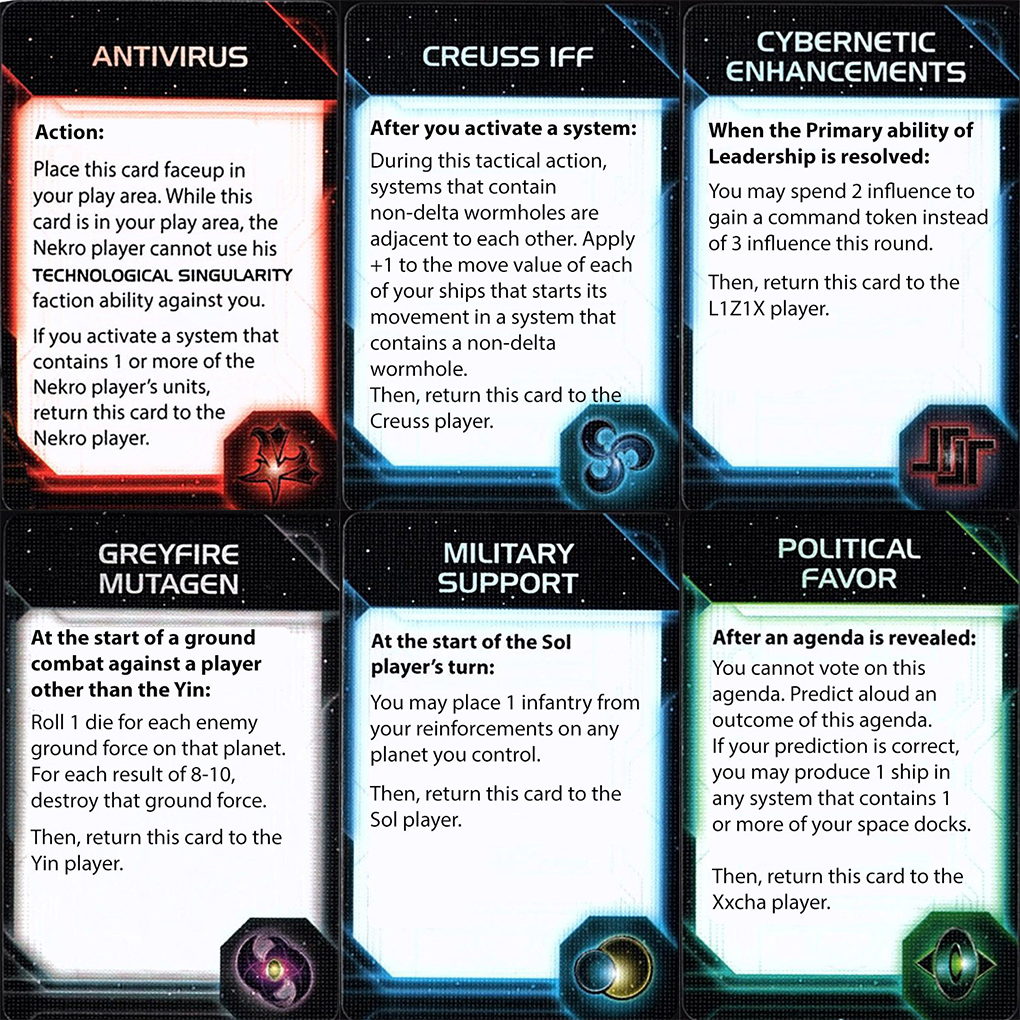 ANTIVIRUS
Action:
Place this card faceup in
your play area. While this
card is in your play area, the
Nekro player cannot use his
TECHNOLOGICAL SINGULARITY
faction ability against you.
If you activate a system that
contains 1 or more of the
Nekro player's units,
return this card to the
Nekro player.
CREUSS IFF
After you activate a system:
During this tactical action,
systems that contain
non-delta wormholes are
adjacent to each other. Apply
+1 to the move value of each
of your ships that starts its
movement in a system that
contains a non-delta
wormhole.
Then, return this card to the
Creuss player.
CYBERNETIC
ENHANCEMENTS
When the Primary ability of
Leadership is resolved:
You may spend 2 influence to
gain a command token instead
of 3 influence this round.
Then, return this card to the
L1Z1X player.
GREYFIRE
MUTAGEN
At the start of a ground
combat against a player
other than the Yin:
Roll 1 die for each enemy
ground force on that planet.
For each result of 8-10,
destroy that ground force.
Then, return this card to the
Yin player.
MILITARY
SUPPORT
At the start of the Sol
player's turn:
You may place 1 infantry from
your reinforcements on any
planet you control.
Then, return this card to the
Sol player.
POLITICAL
FAVOR
After an agenda is revealed:
You cannot vote on this
agenda. Predict aloud an
outcome of this agenda.
If your prediction is correct,
you may produce 1 ship in
any system that contains 1
or more of your space docks.
Then, return this card to the
Xxcha player.